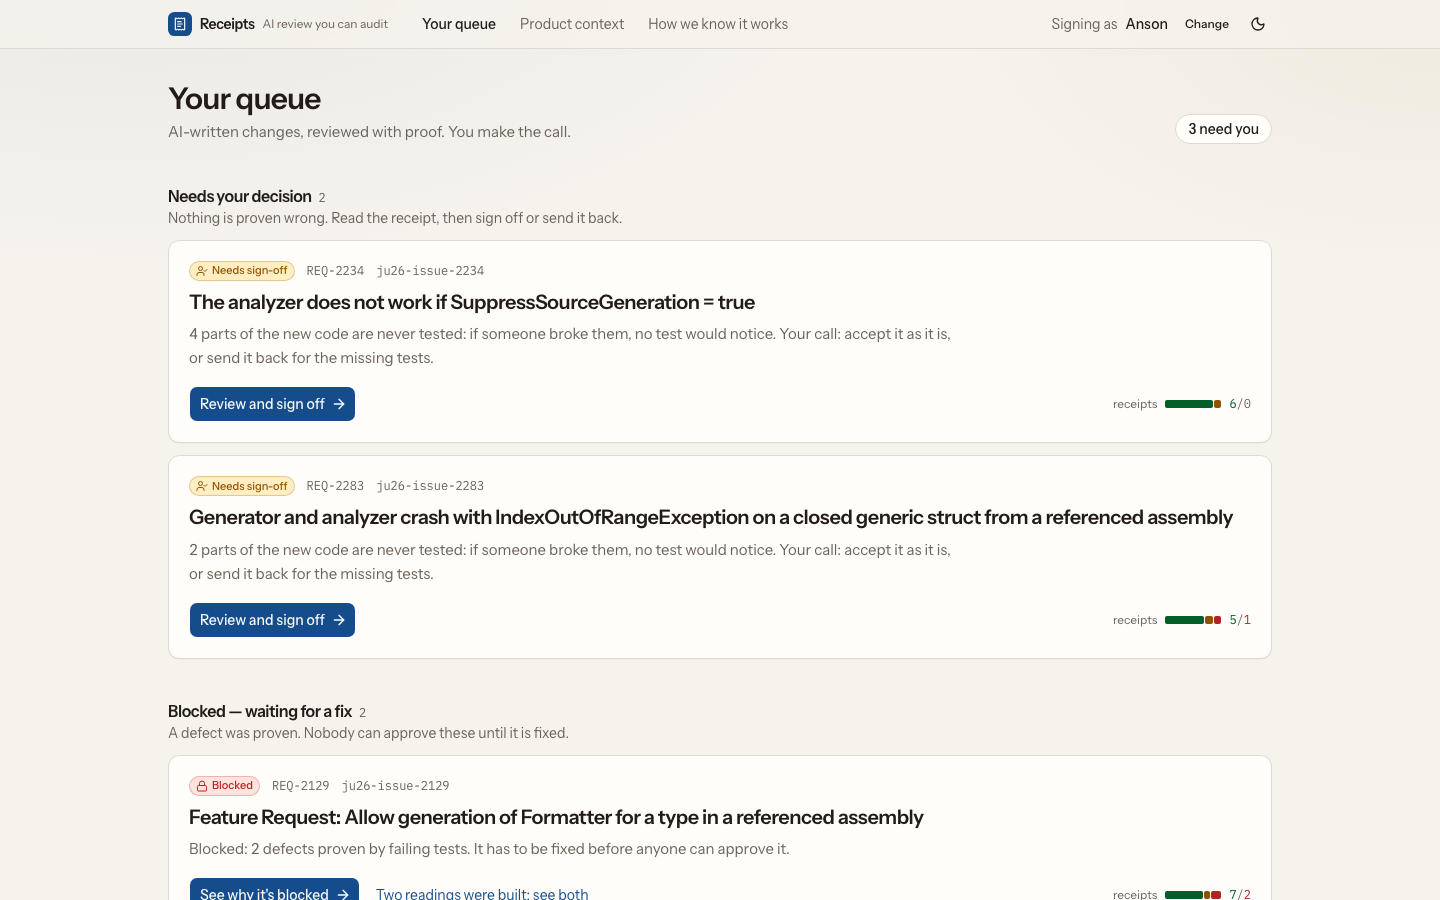 Receipts AI review you can audit Your queue Product context How we know it works Signing as Anson Change
Your queue
AI-written changes, reviewed with proof. You make the call.
3 need you
Needs your decision 2
Nothing is proven wrong. Read the receipt, then sign off or send it back.
Needs sign-off REQ-2234 ju26-issue-2234
The analyzer does not work if SuppressSourceGeneration = true
4 parts of the new code are never tested: if someone broke them, no test would notice. Your call: accept it as it is,
or send it back for the missing tests.
Review and sign off → receipts 6/0
Needs sign-off REQ-2283 ju26-issue-2283
Generator and analyzer crash with IndexOutOfRangeException on a closed generic struct from a referenced assembly
2 parts of the new code are never tested: if someone broke them, no test would notice. Your call: accept it as it is,
or send it back for the missing tests.
Review and sign off → receipts 5/1
Blocked — waiting for a fix 2
A defect was proven. Nobody can approve these until it is fixed.
Blocked REQ-2129 ju26-issue-2129
Feature Request: Allow generation of Formatter for a type in a referenced assembly
Blocked: 2 defects proven by failing tests. It has to be fixed before anyone can approve it.
See why it's blocked → Two readings were built: see both receipts 7/2